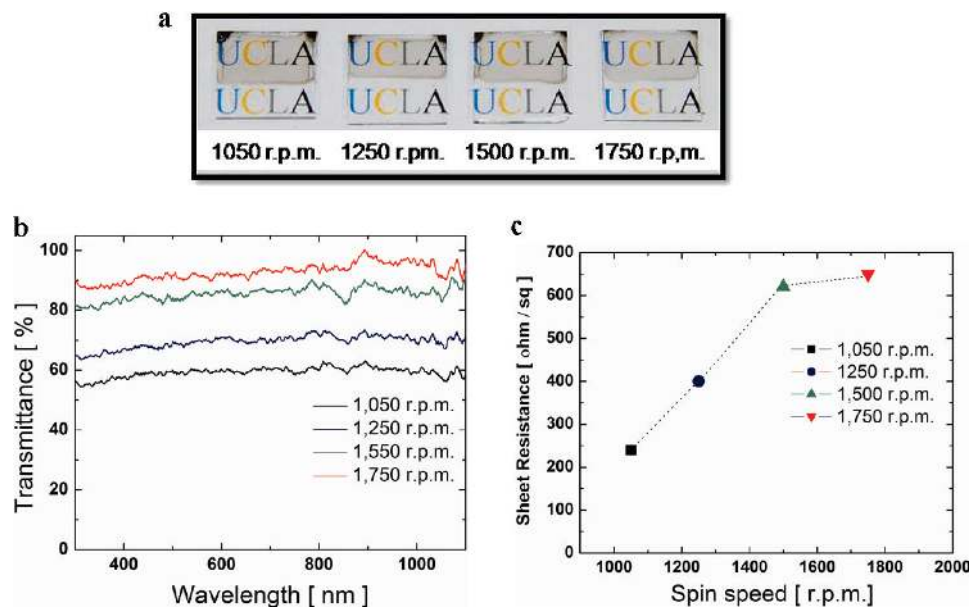 a
UCLA UCLA UCLA UCLA
UCLA UCLA UCLA UCLA
1050 r.p.m. 1250 r.pm. 1500 r.p.m. 1750 r.p,m.
b
Transmittance [ % ]
100
80
60
40
20
0
1,050 r.p.m.
1,250 r.p.m.
1,550 r.p.m.
1,750 r.p.m.
400 600 800 1000
Wavelength [ nm ]
c
Sheet Resistance [ ohm / sq ]
700
600
500
400
300
200
100
0
1,050 r.p.m.
1250 r.p.m.
1,500 r.p.m.
1,750 r.p.m.
1000 1200 1400 1600 1800 2000
Spin speed [ r.p.m.]